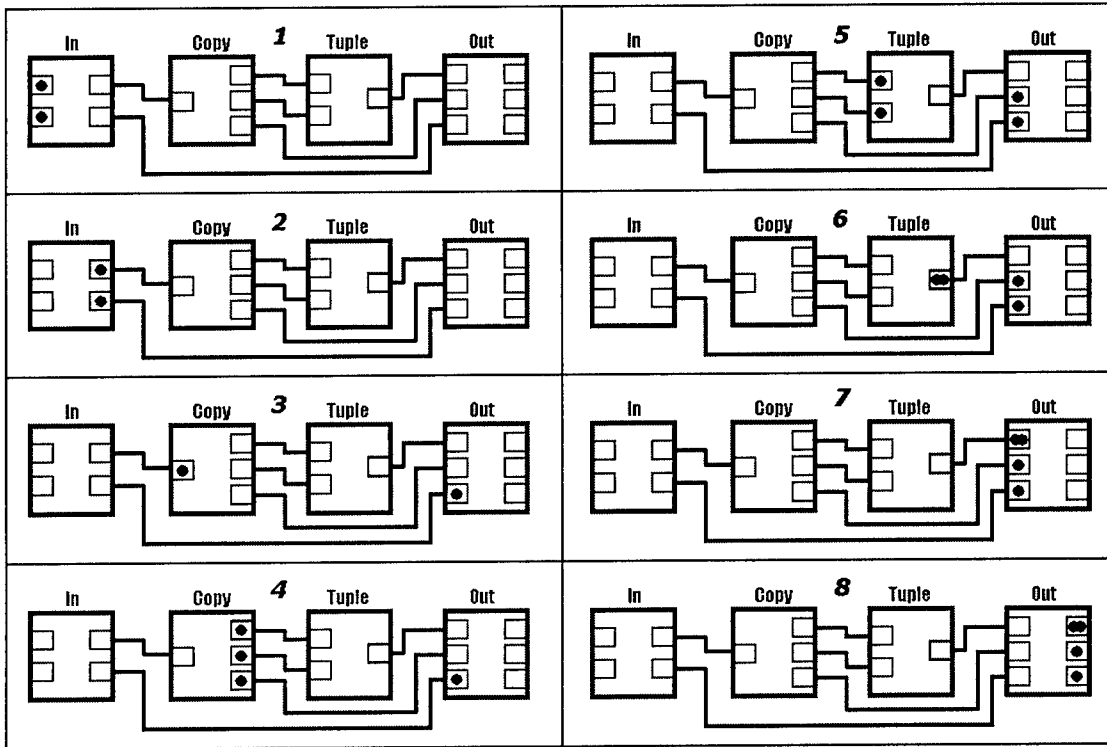 In Copy 1 Tuple Out
In Copy 2 Tuple Out
In Copy 3 Tuple Out
In Copy 4 Tuple Out
In Copy 5 Tuple Out
In Copy 6 Tuple Out
In Copy 7 Tuple Out
In Copy 8 Tuple Out